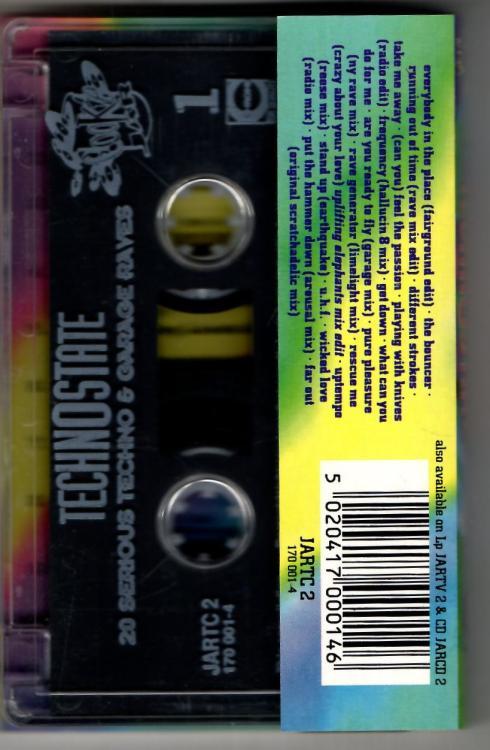 everybody in the place (fairground edit) · the bouncer ·
running out of time (rave mix edit) · different strokes ·
take me away · (can you) feel the passion · playing with knives
(radio edit) · frequency (hallucin 8 mix) · get down · what can you
do for me · are you ready to fly (garage mix) · pure pleasure
(ny rave mix) · rave generator (limelight mix) · rescue me
(crazy about your love) uplifting elephants mix edit · uptempo
(reese mix) · stand up (earthquake) · u.h.f. · wicked love
(radio mix) · put the hammer down (arousal mix) · far out
(original scratchadelic mix)
also available on Lp JARTV 2 & CD JARCD 2
5 020417 000146
JARTC 2
170 001-4
1
TECHNOSTATE
20 SERIOUS TECHNO & GARAGE RAVES
JARTC 2
170 001-4